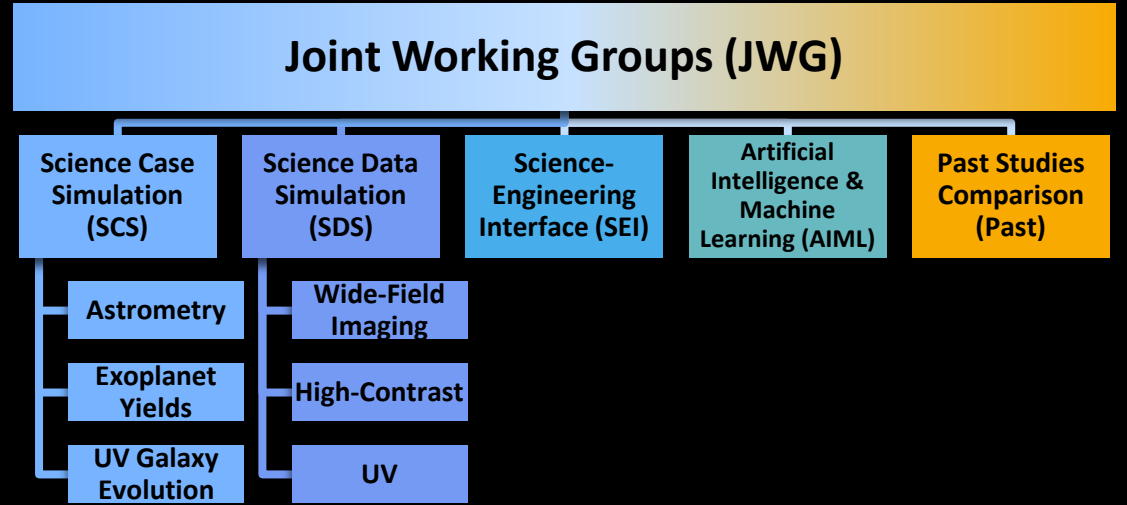 Joint Working Groups (JWG)
Science Case
Simulation
(SCS)
Science Data
Simulation
(SDS)
Science-
Engineering
Interface (SEI)
Artificial
Intelligence &
Machine
Learning (AIML)
Past Studies
Comparison
(Past)
Astrometry
Exoplanet
Yields
UV Galaxy
Evolution
Wide-Field
Imaging
High-Contrast
UV